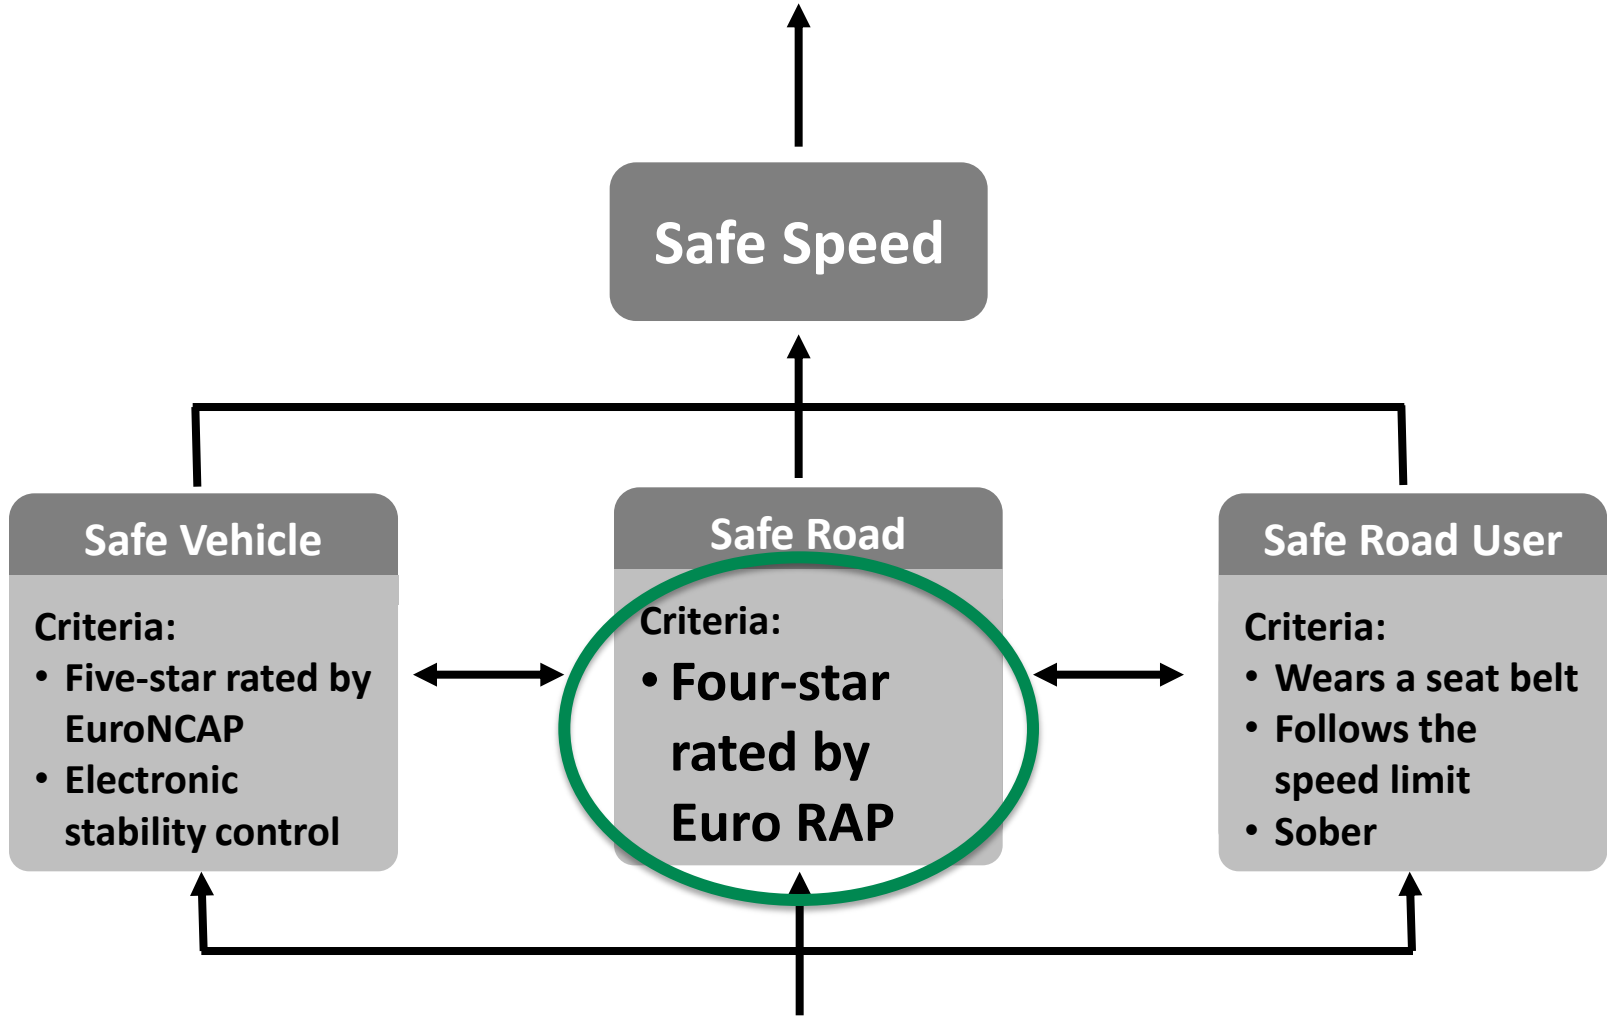 Safe Speed
Safe Vehicle
Criteria:
• Five-star rated by
EuroNCAP
• Electronic
stability control
Safe Road
Criteria:
• Four-star
rated by
Euro RAP
Safe Road User
Criteria:
• Wears a seat belt
• Follows the
speed limit
• Sober